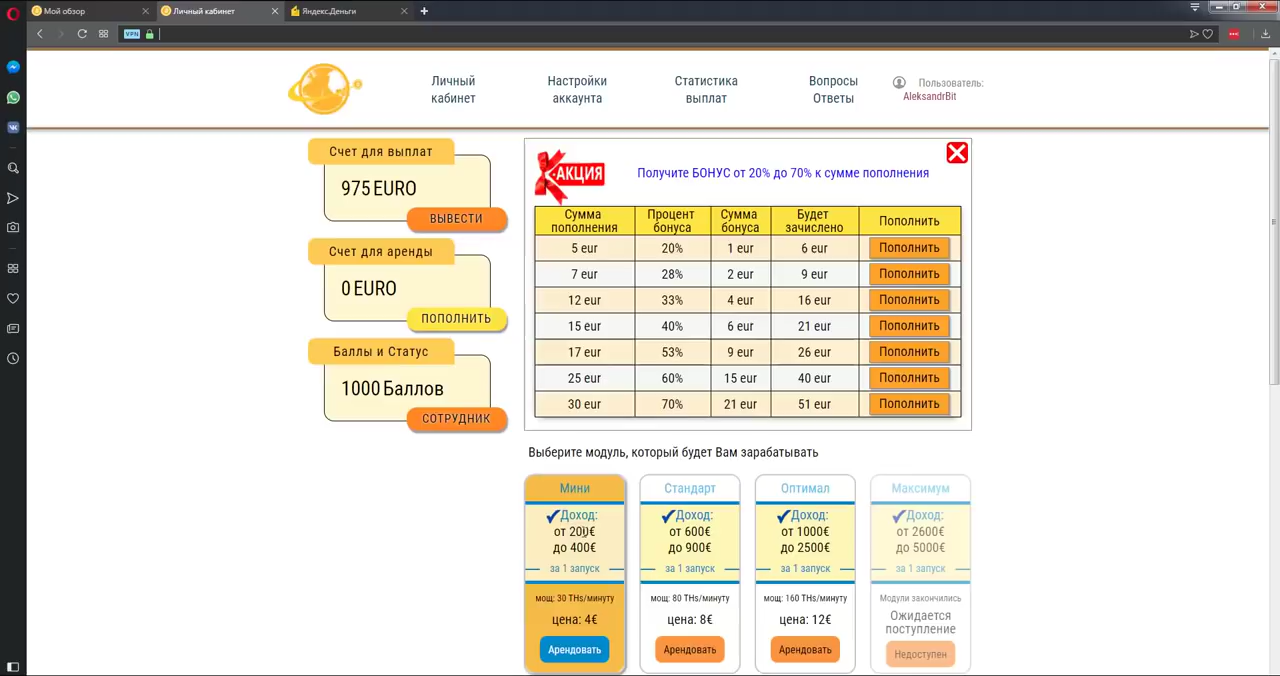 Мой обзор
Личный кабинет
Яндекс.Деньги
VPN
Личный кабинет
Настройки аккаунта
Статистика выплат
Вопросы Ответы
Пользователь:
AleksandrBit
Счет для выплат
975 EURO
ВЫВЕСТИ
Счет для аренды
0 EURO
ПОПОЛНИТЬ
Баллы и Статус
1000 Баллов
СОТРУДНИК
АКЦИЯ
Получите БОНУС от 20% до 70% к сумме пополнения
Сумма пополнения Процент бонуса Сумма бонуса Будет зачислено Пополнить
5 eur 20% 1 eur 6 eur Пополнить
7 eur 28% 2 eur 9 eur Пополнить
12 eur 33% 4 eur 16 eur Пополнить
15 eur 40% 6 eur 21 eur Пополнить
17 eur 53% 9 eur 26 eur Пополнить
25 eur 60% 15 eur 40 eur Пополнить
30 eur 70% 21 eur 51 eur Пополнить
Выберите модуль, который будет Вам зарабатывать
Мини
Доход:
от 200€
до 400€
за 1 запуск
мощ: 30 THs/минуту
цена: 4€
Арендовать
Стандарт
Доход:
от 600€
до 900€
за 1 запуск
мощ: 80 THs/минуту
цена: 8€
Арендовать
Оптимал
Доход:
от 1000€
до 2500€
за 1 запуск
мощ: 160 THs/минуту
цена: 12€
Арендовать
Максимум
Доход:
от 2600€
до 5000€
за 1 запуск
Модули закончились
Ожидается
поступление
Недоступен